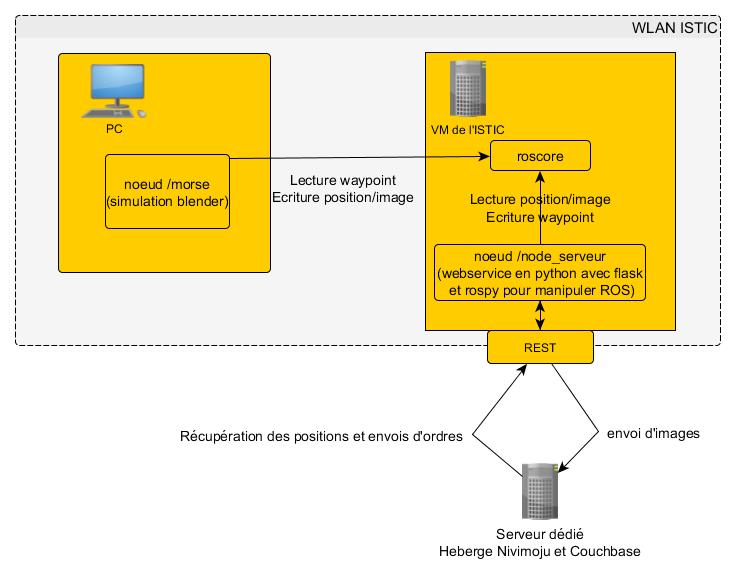 WLAN ISTIC
PC
noeud /morse
(simulation blender)
Lecture waypoint
Ecriture position/image
VM de l'ISTIC
roscore
Lecture position/image
Ecriture waypoint
noeud /node_serveur
(webservice en python avec flask
et rospy pour manipuler ROS)
REST
Récupération des positions et envois d'ordres
envoi d'images
Serveur dédié
Heberge Nivimoju et Couchbase